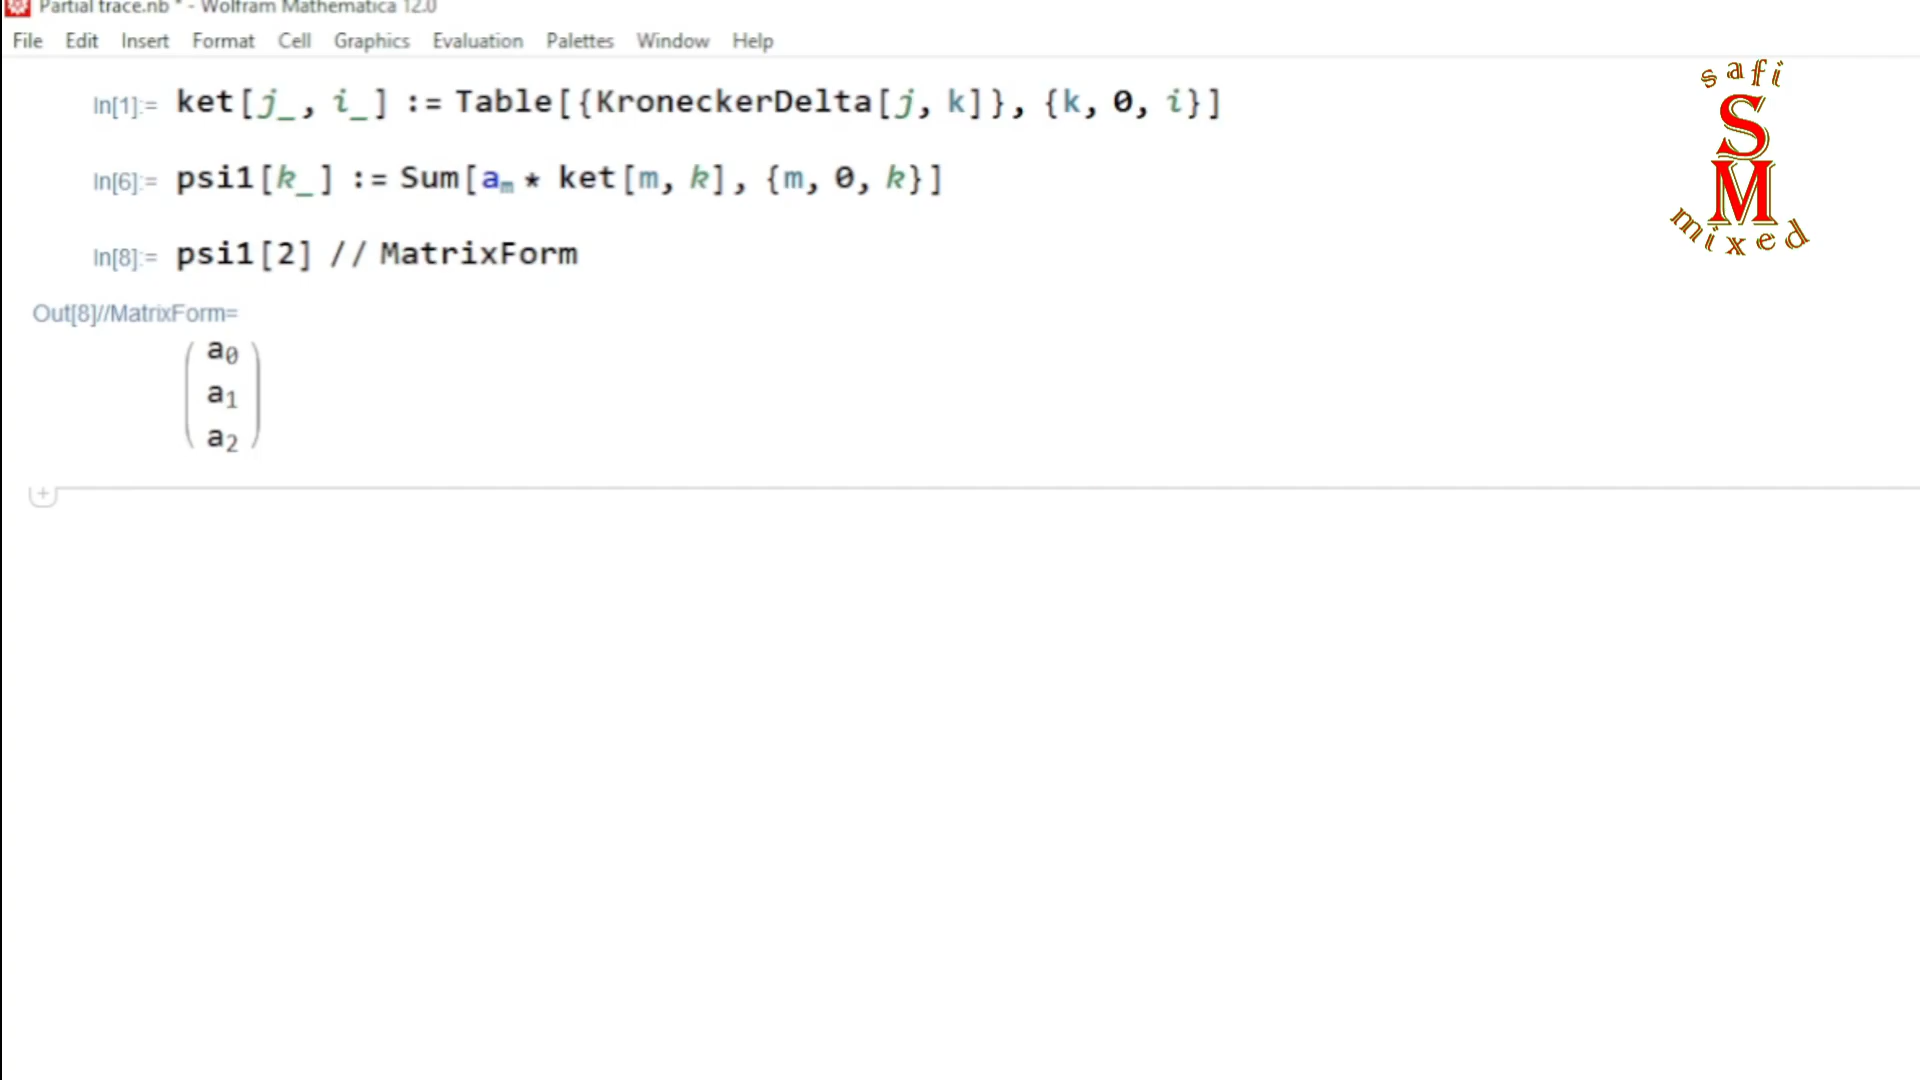 Partial trace.nb * - Wolfram Mathematica 12.0
File Edit Insert Format Cell Graphics Evaluation Palettes Window Help
In[1]:= ket[j_, i_] := Table[{KroneckerDelta[j, k]}, {k, 0, i}]
In[6]:= psi1[k_] := Sum[aₘ * ket[m, k], {m, 0, k}]
In[8]:= psi1[2] // MatrixForm
Out[8]//MatrixForm=
a₀
a₁
a₂
safi
SM
mixed